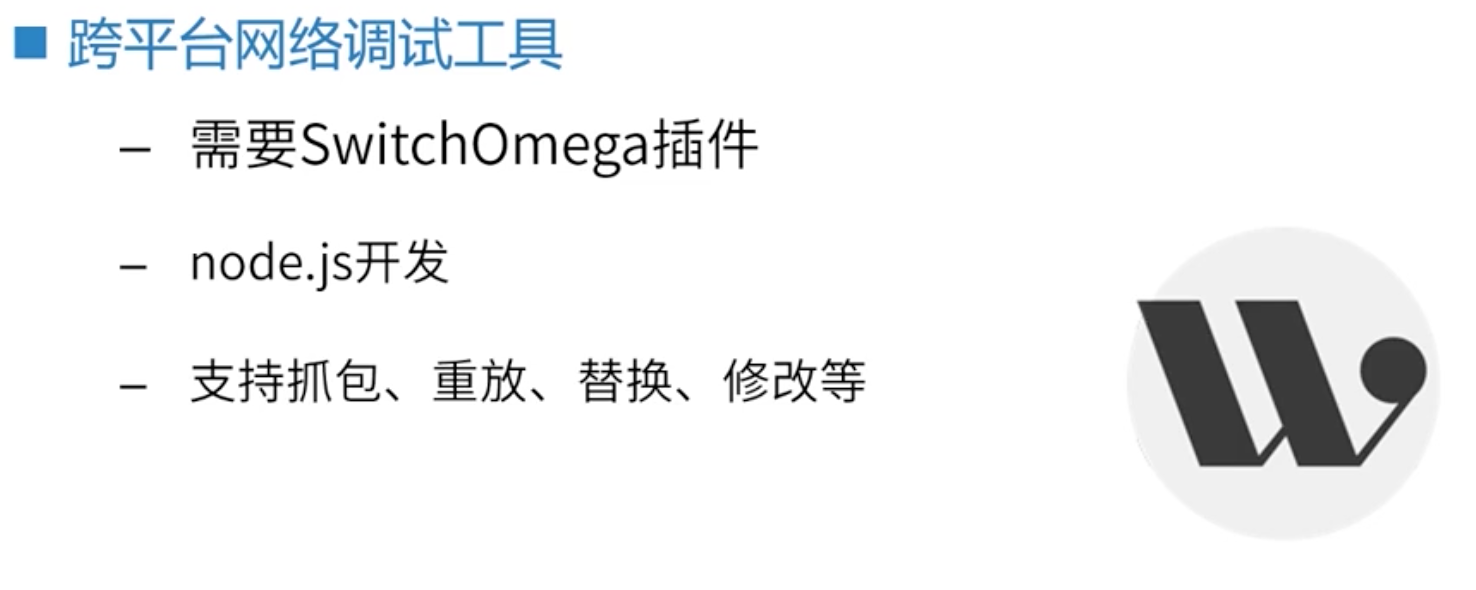 ■ 跨平台网络调试工具
– 需要SwitchOmega插件
– node.js开发
– 支持抓包、重放、替换、修改等
W